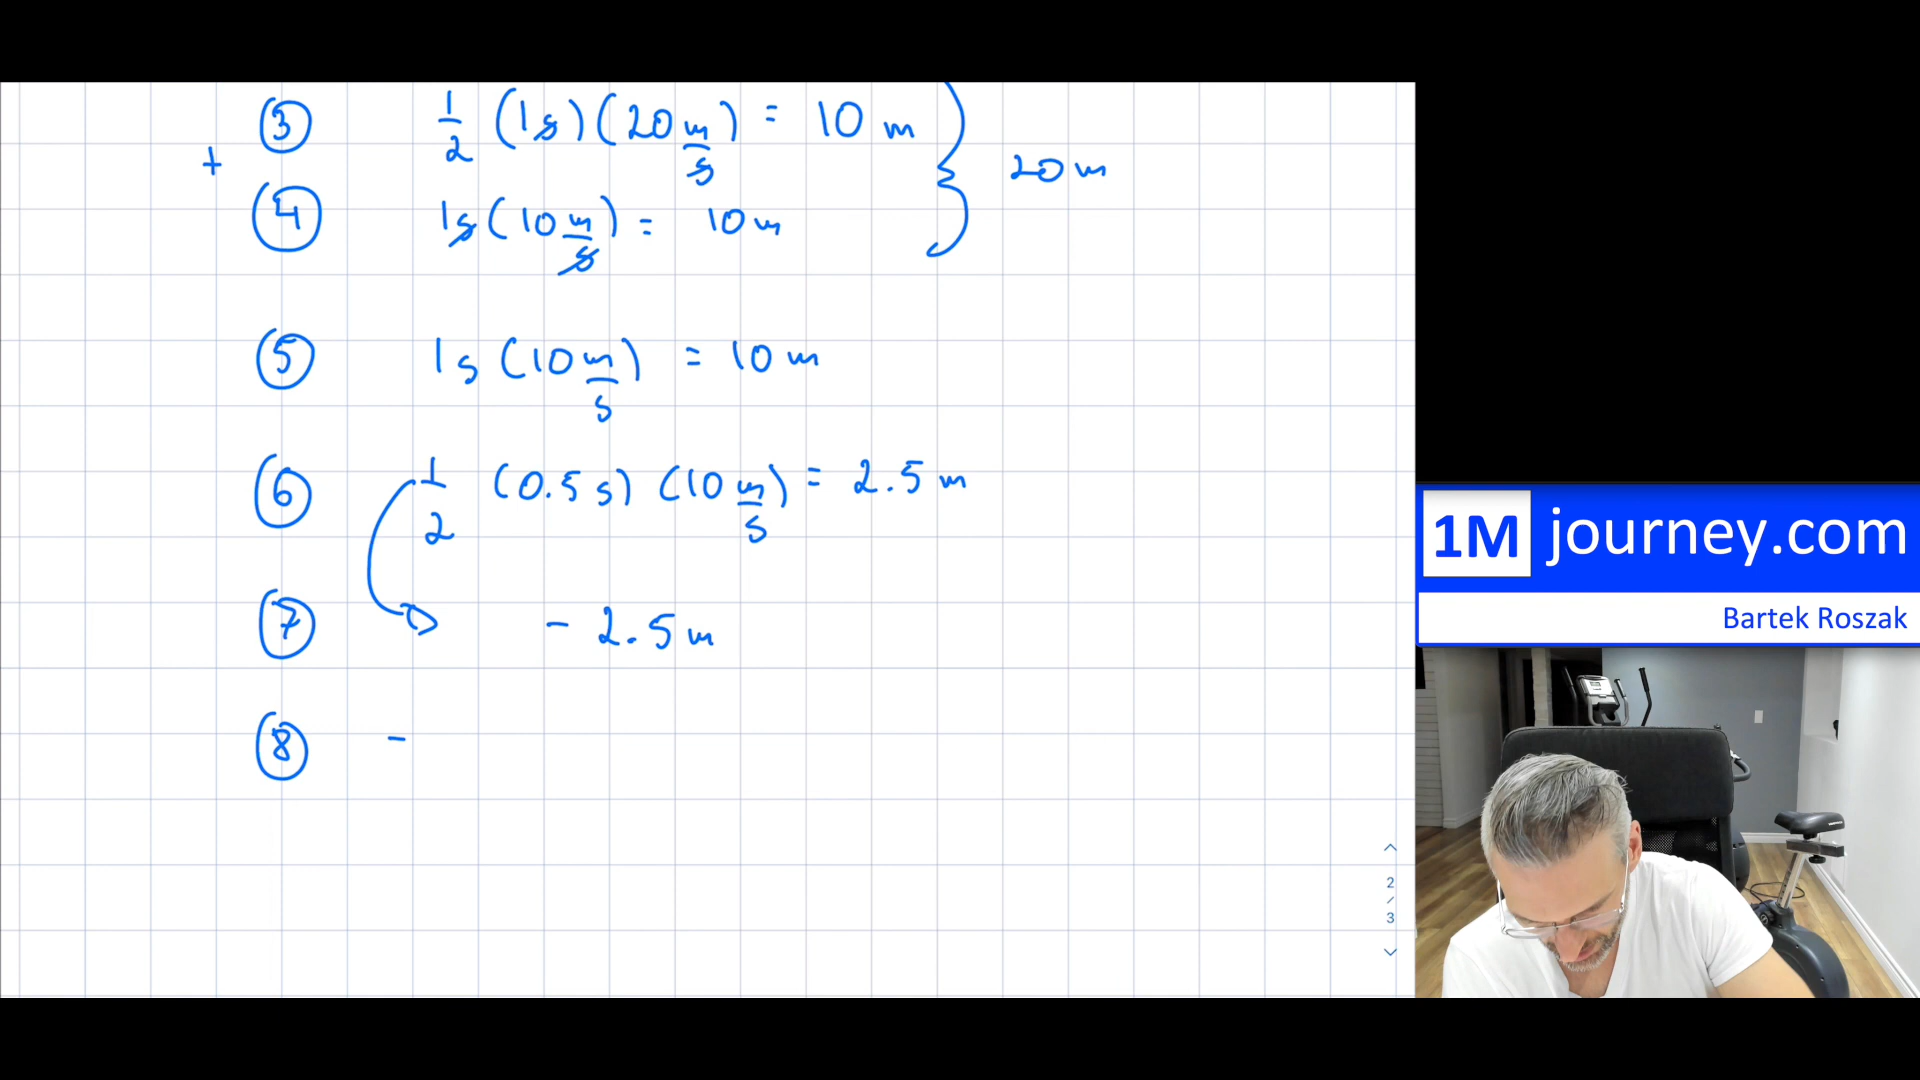 ③ 1/2 (1s)(20 m/s) = 10 m
+ 20 m
④ 1s (10 m/s) = 10 m
⑤ 1s (10 m/s) = 10 m
⑥ 1/2 (0.5 s) (10 m/s) = 2.5 m
⑦ - 2.5 m
⑧ -
2
/
3
1M journey.com
Bartek Roszak